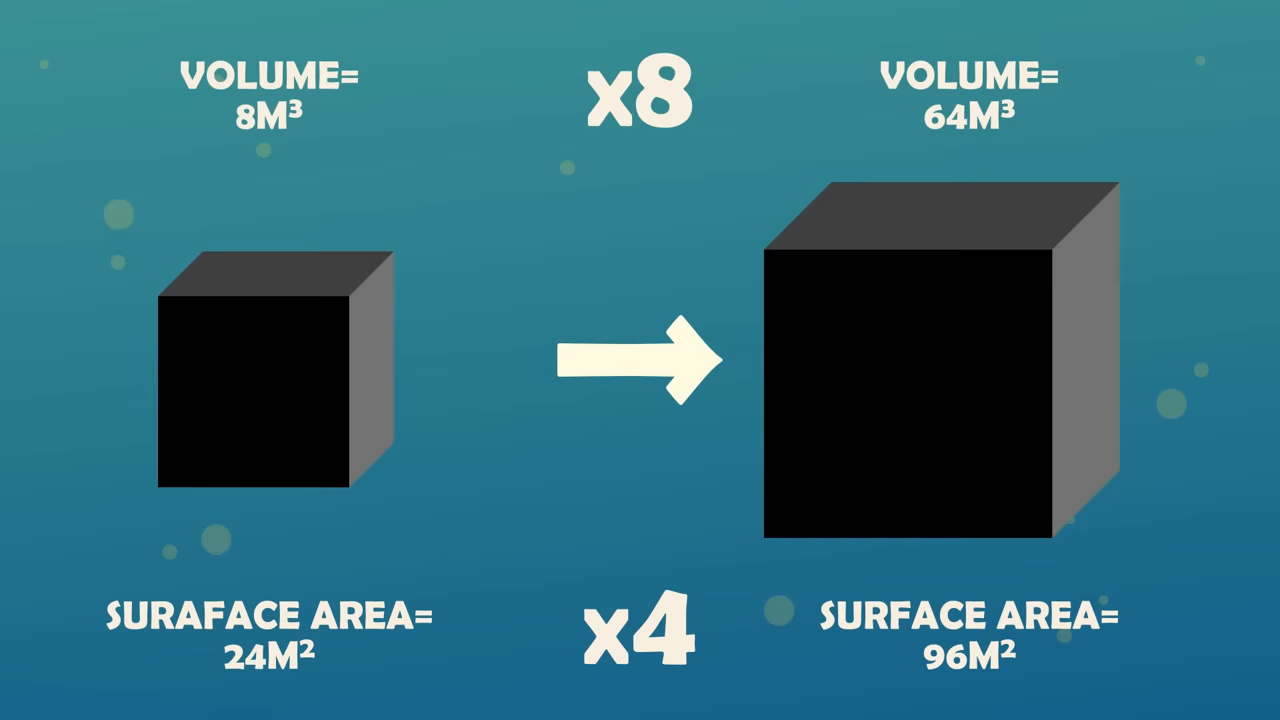 VOLUME=
8M³
x8
VOLUME=
64M³
SURAFACE AREA=
24M²
x4
SURFACE AREA=
96M²